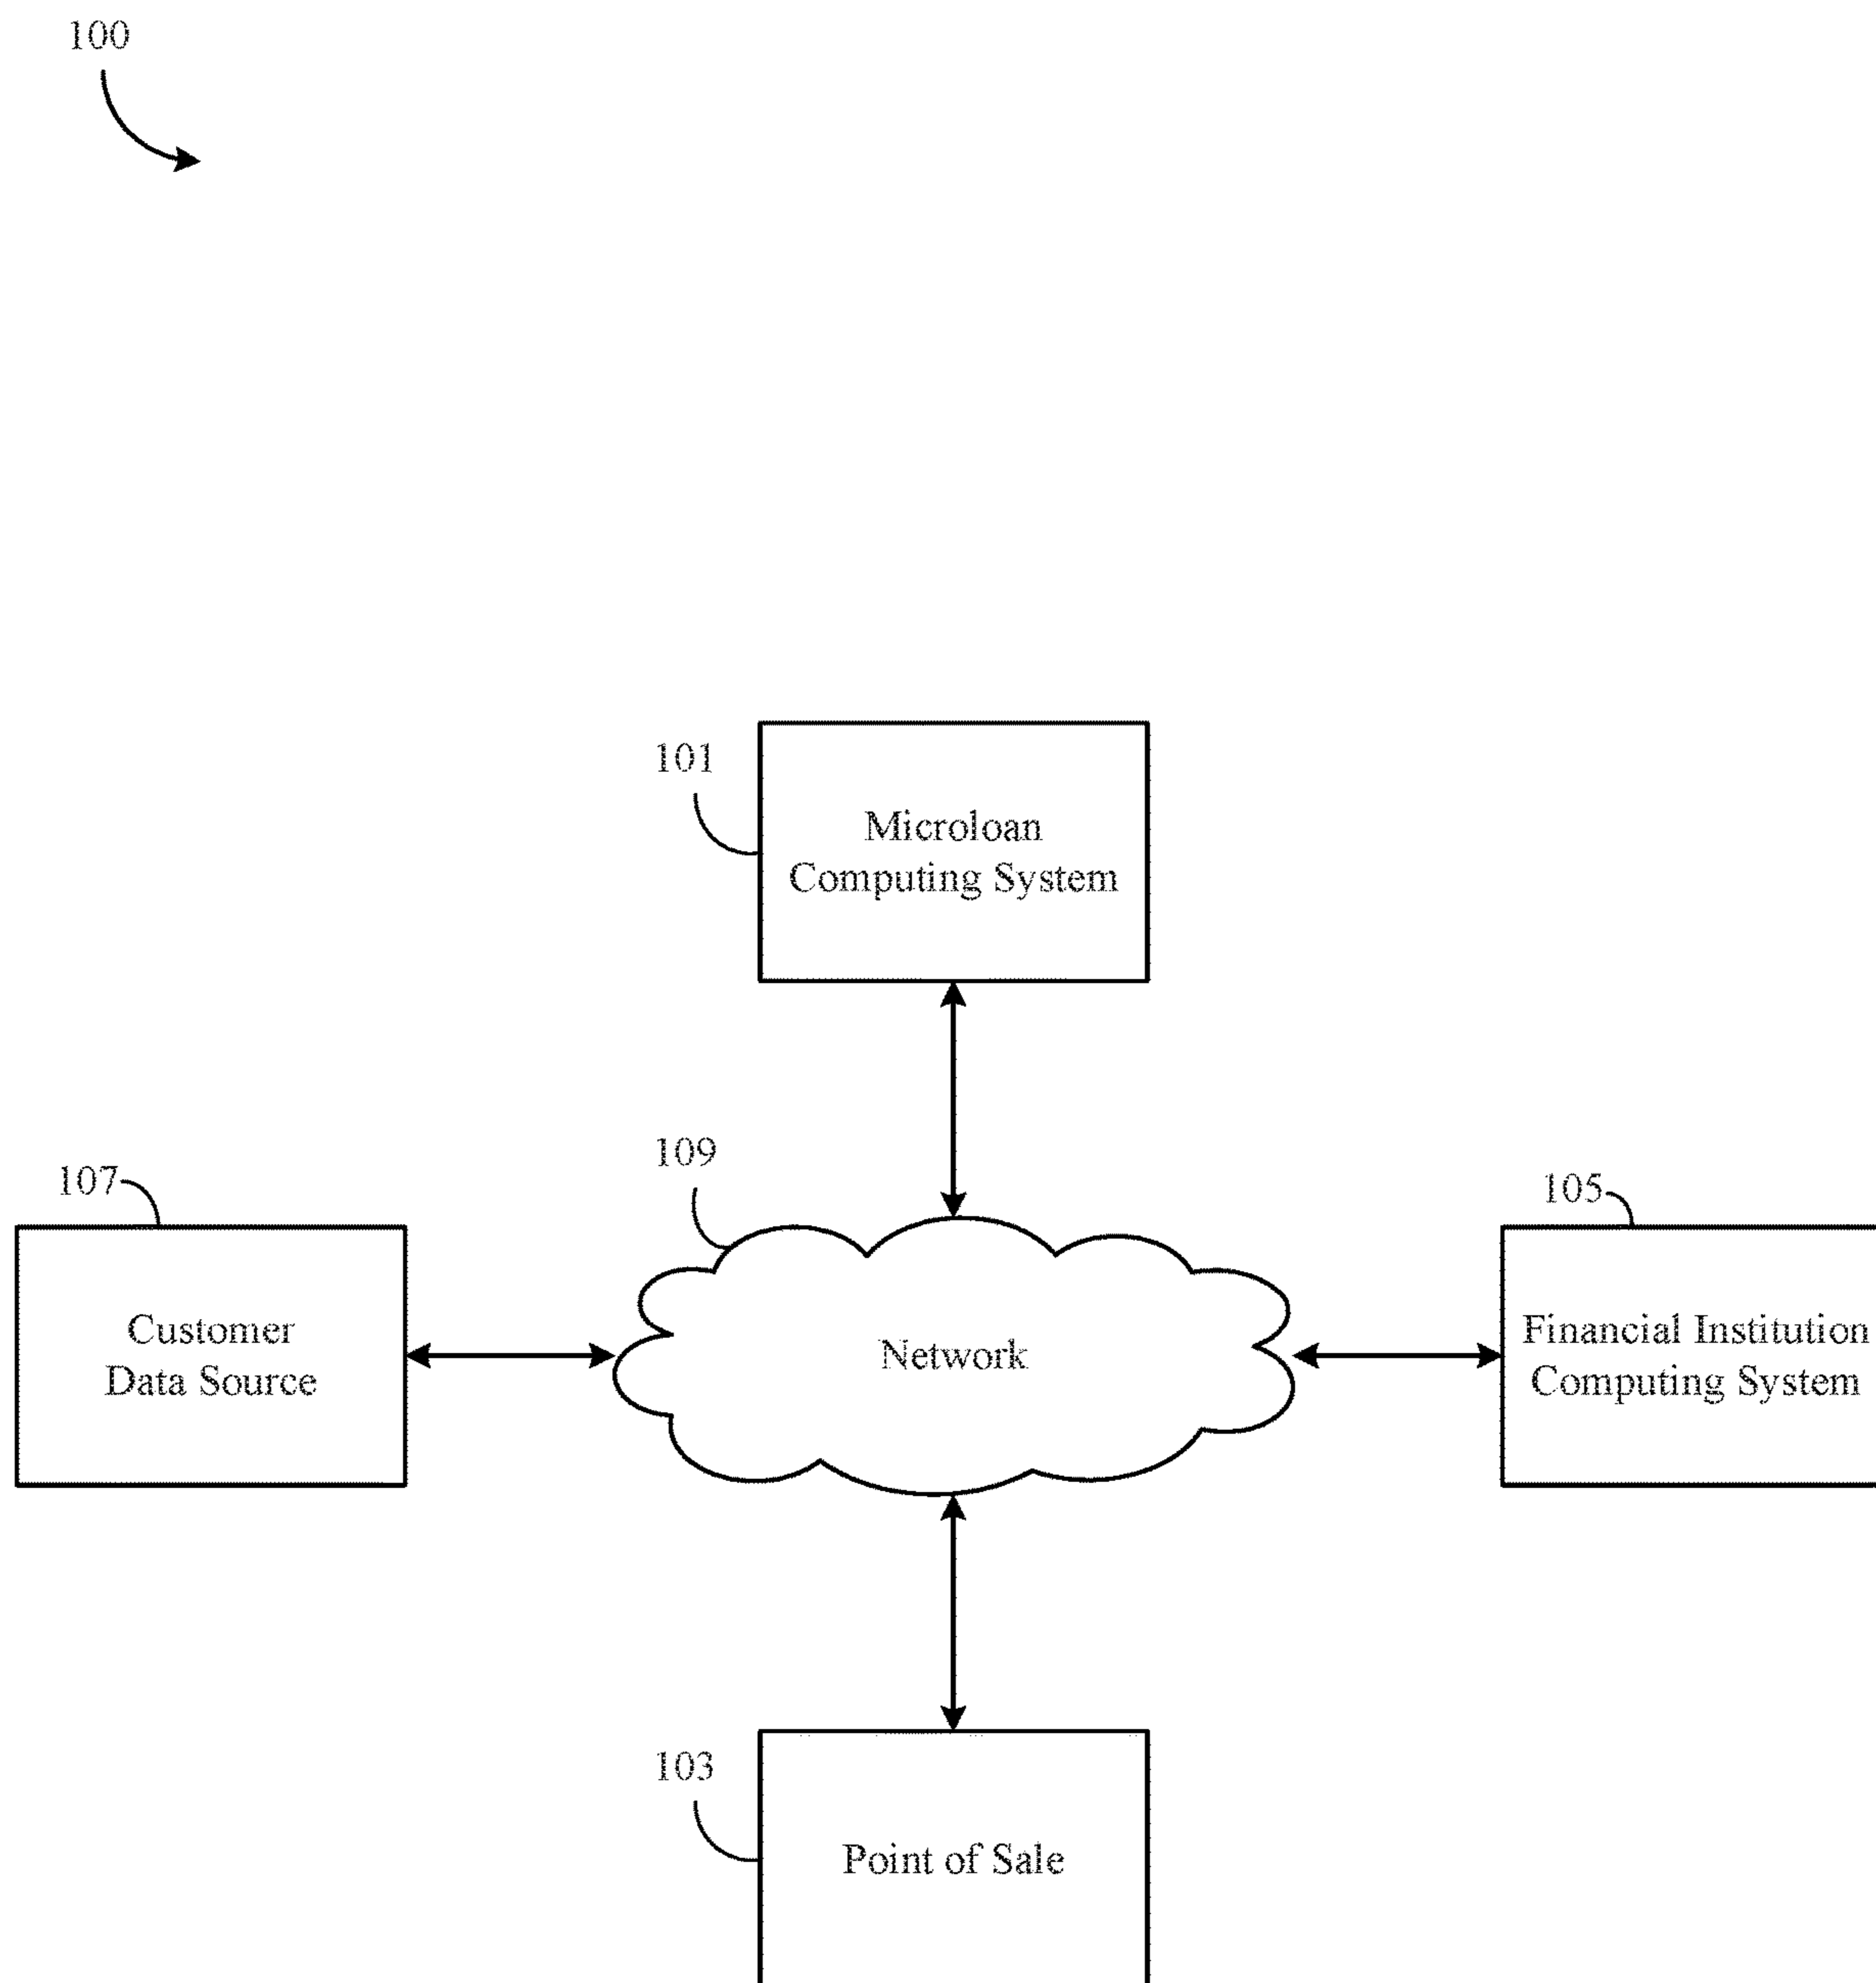 100
101
Microloan
Computing System
109
107
105
Customer
Data Source
Network
Financial Institution
Computing System
103
Point of Sale